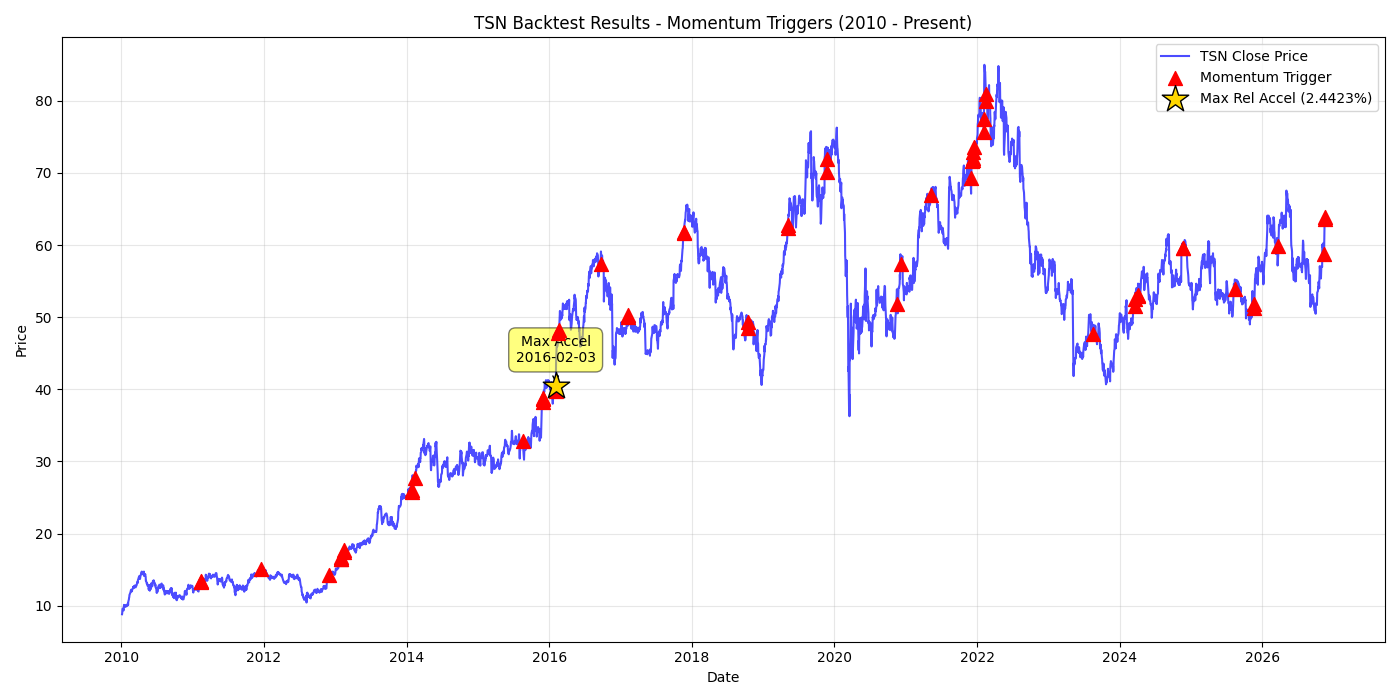 TSN Backtest Results - Momentum Triggers (2010 - Present)
TSN Close Price
Momentum Trigger
Max Rel Accel (2.4423%)
Price
80
70
60
50
40
30
20
10
Max Accel
2016-02-03
2010
2012
2014
2016
2018
2020
2022
2024
2026
Date